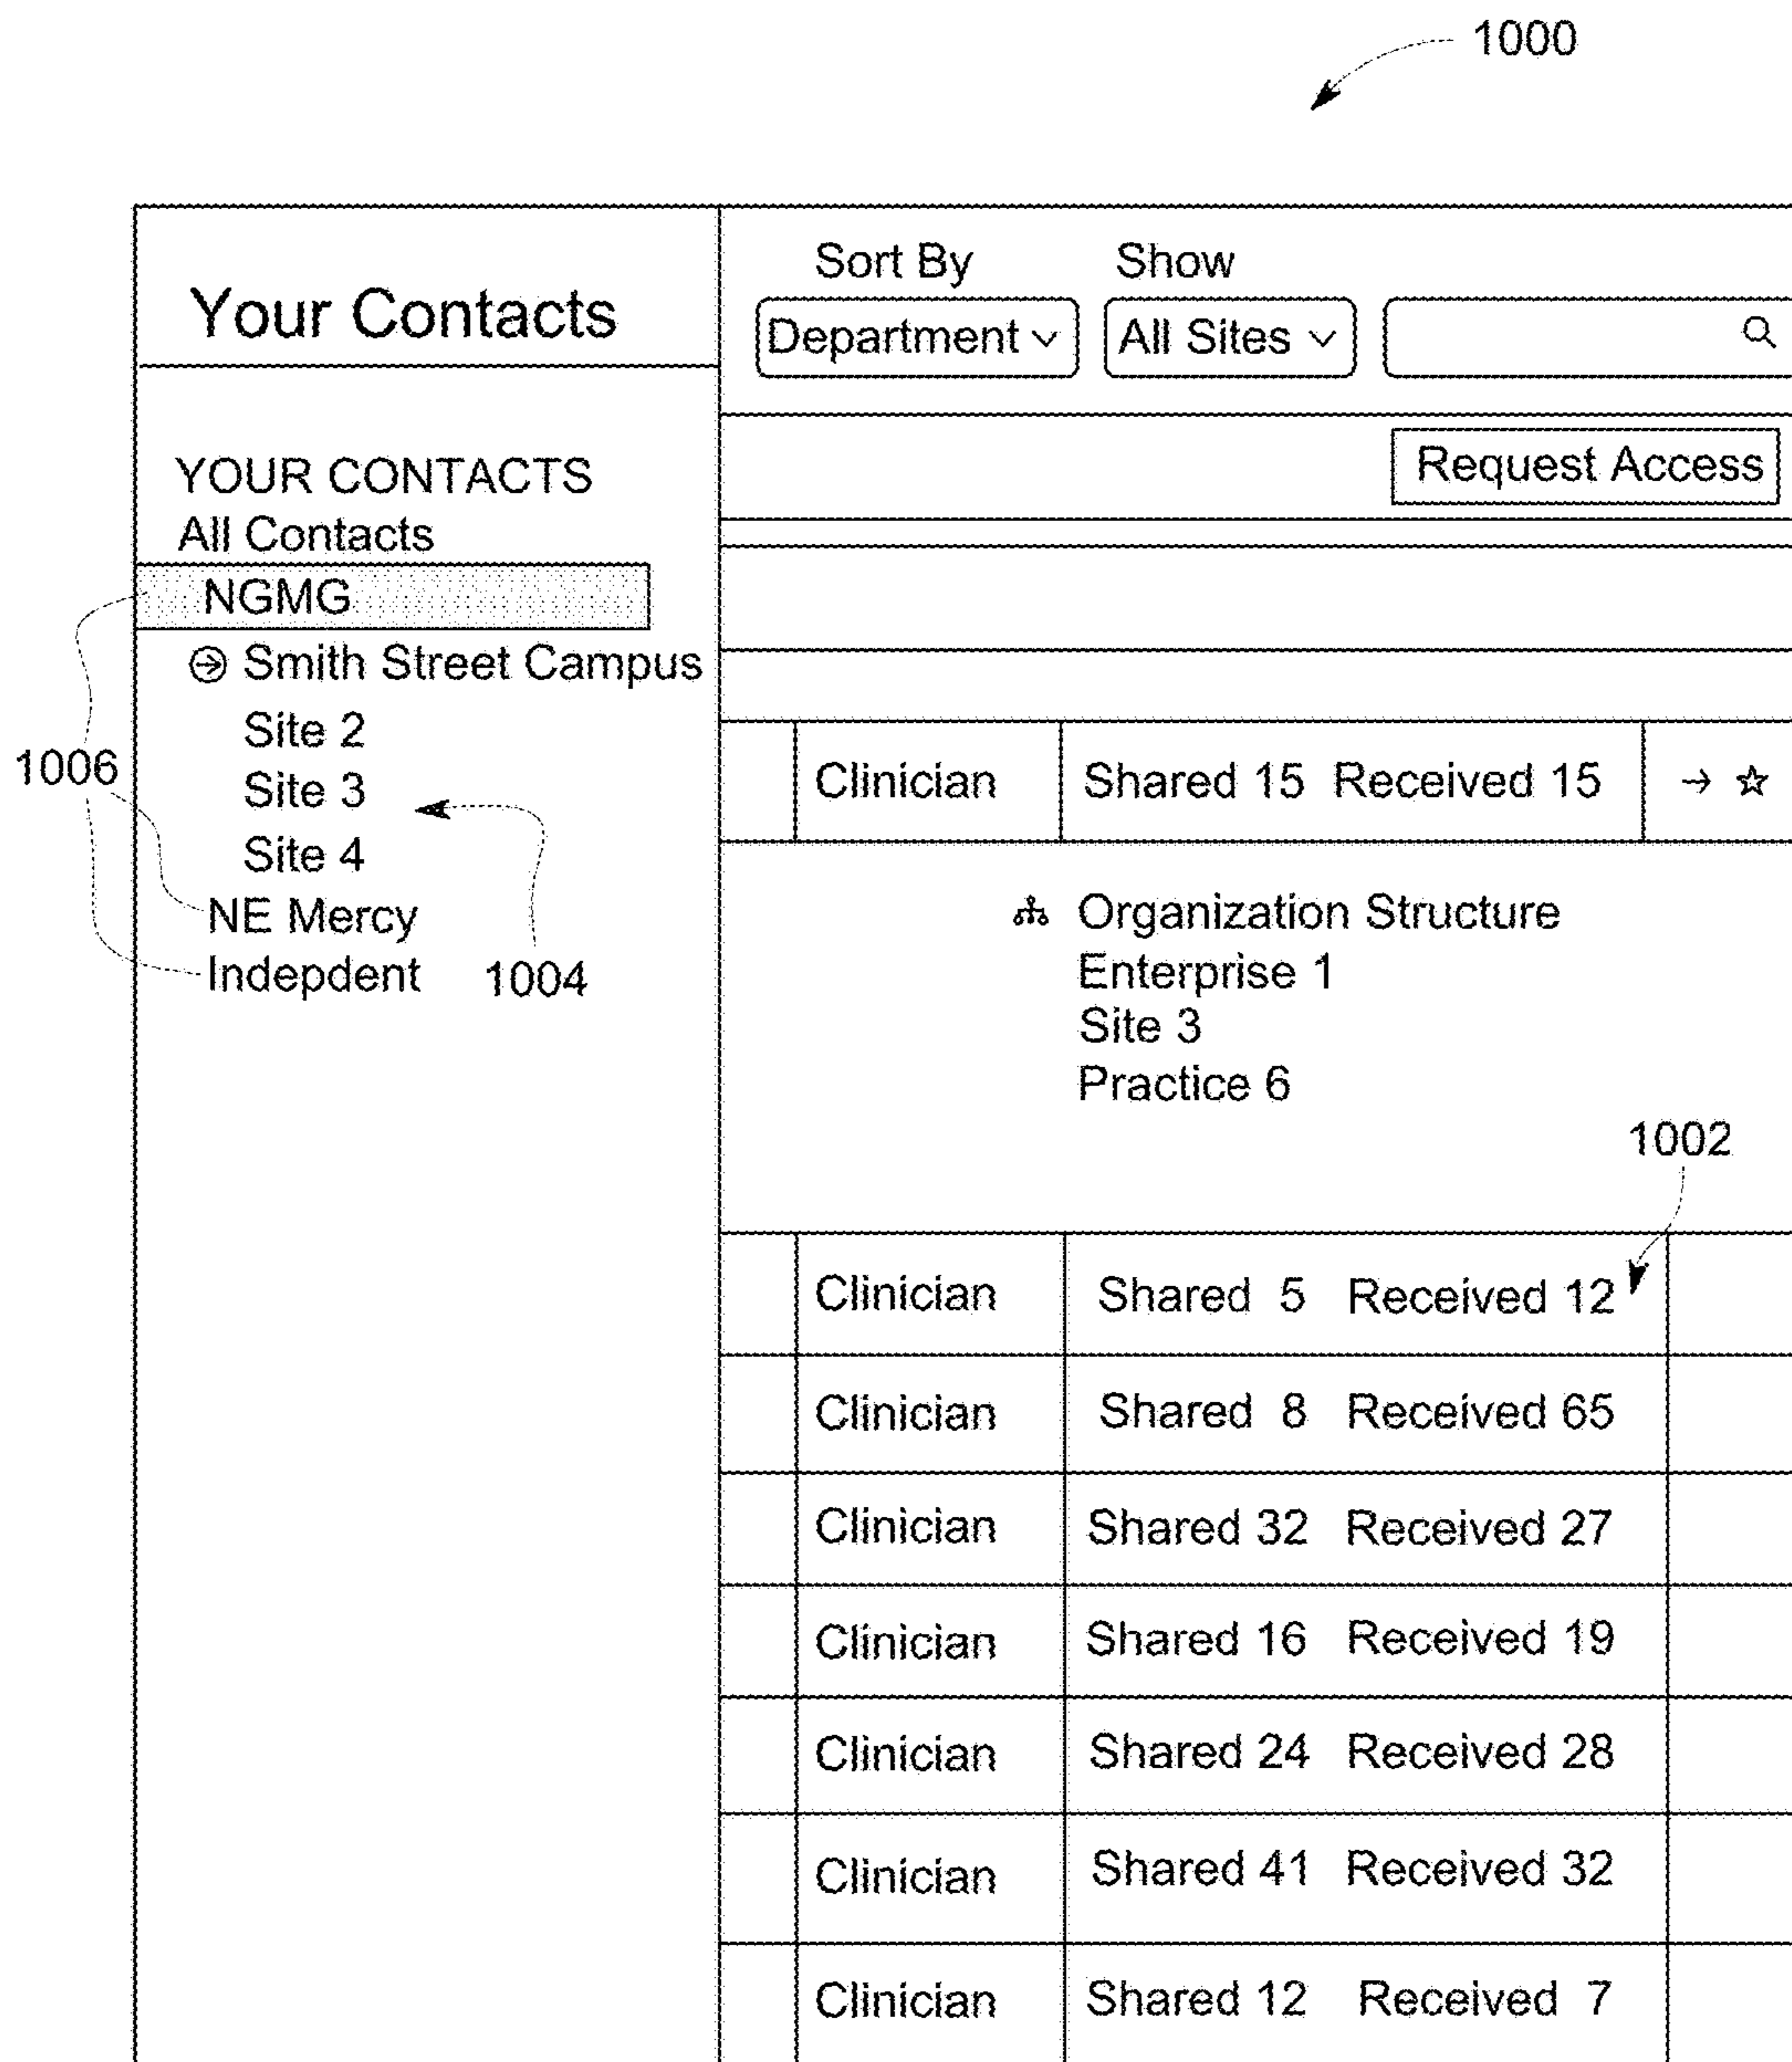 1000
Your Contacts
Sort By Show
Department All Sites
Request Access
YOUR CONTACTS
All Contacts
NGMG
Smith Street Campus
Site 2
Site 3
Site 4
NE Mercy
Indepdent
1006
1004
Clinician Shared 15 Received 15
Organization Structure
Enterprise 1
Site 3
Practice 6
1002
Clinician Shared 5 Received 12
Clinician Shared 8 Received 65
Clinician Shared 32 Received 27
Clinician Shared 16 Received 19
Clinician Shared 24 Received 28
Clinician Shared 41 Received 32
Clinician Shared 12 Received 7